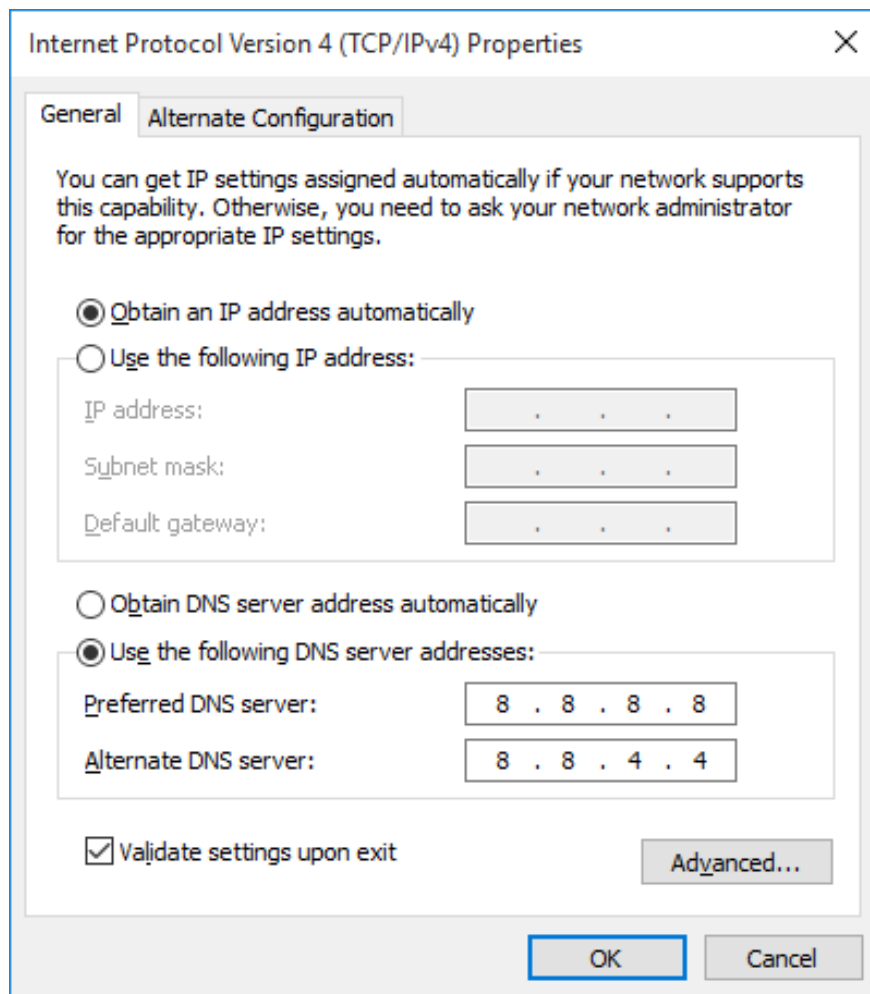 Internet Protocol Version 4 (TCP/IPv4) Properties
General
Alternate Configuration
You can get IP settings assigned automatically if your network supports
this capability. Otherwise, you need to ask your network administrator
for the appropriate IP settings.
Obtain an IP address automatically
Use the following IP address:
IP address:
. . .
Subnet mask:
. . .
Default gateway:
. . .
Obtain DNS server address automatically
Use the following DNS server addresses:
Preferred DNS server:
8 . 8 . 8 . 8
Alternate DNS server:
8 . 8 . 4 . 4
Validate settings upon exit
Advanced...
OK
Cancel